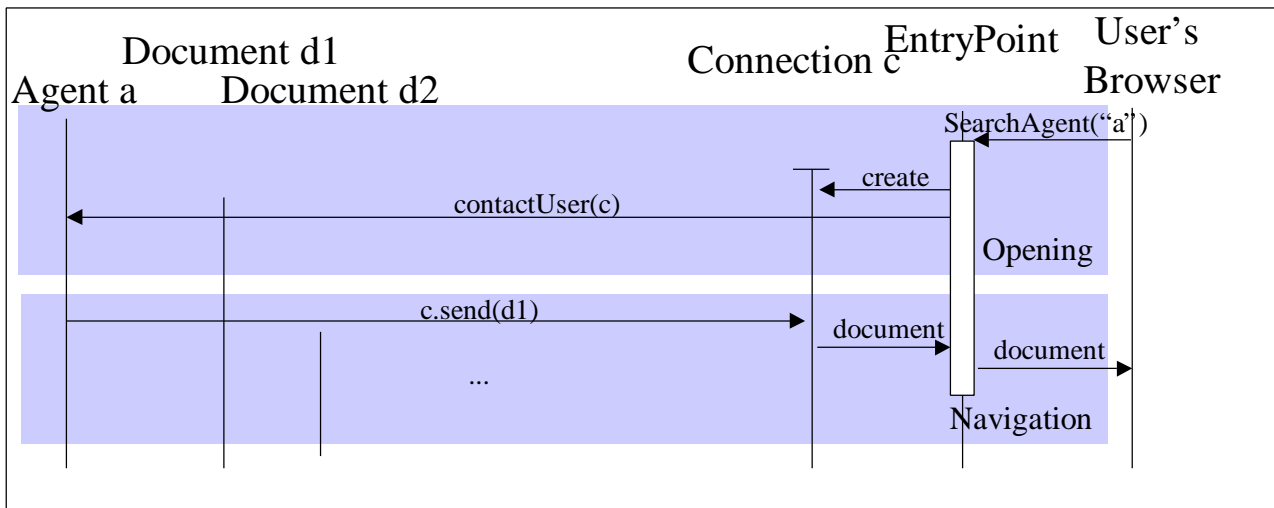 User’s
Browser
EntryPoint
Connection c
Document d1
Document d2
Agent a
SearchAgent(“a”)
create
contactUser(c)
Opening
c.send(d1)
document
document
...
Navigation